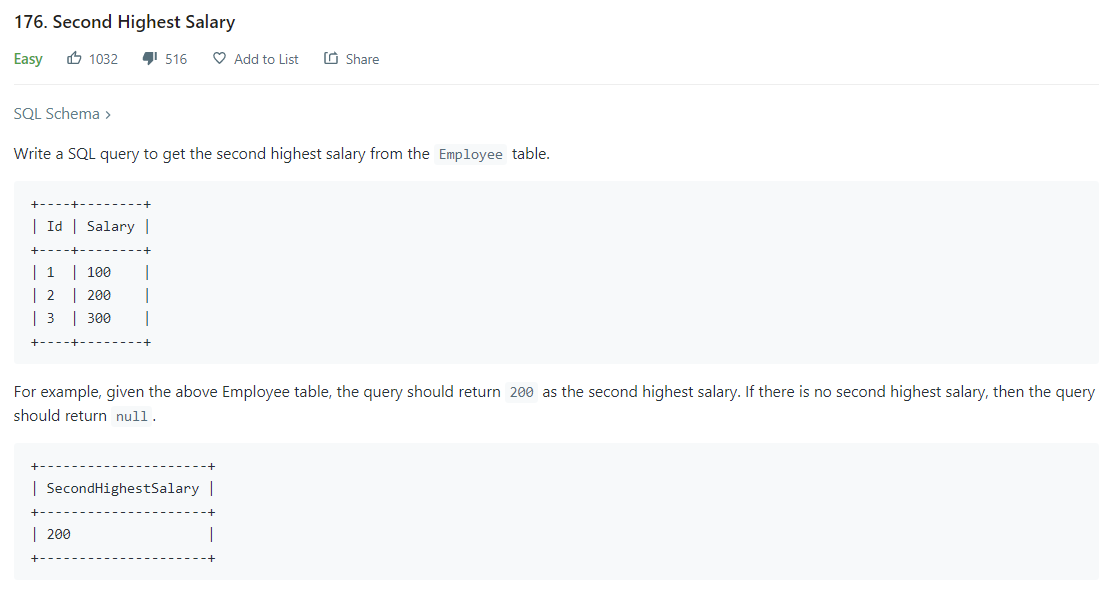 176. Second Highest Salary
Easy 1032 516 Add to List Share
SQL Schema >
Write a SQL query to get the second highest salary from the Employee table.
+----+--------+
| Id | Salary |
+----+--------+
| 1  | 100    |
| 2  | 200    |
| 3  | 300    |
+----+--------+
For example, given the above Employee table, the query should return 200 as the second highest salary. If there is no second highest salary, then the query
should return null.
+---------------------+
| SecondHighestSalary |
+---------------------+
| 200                 |
+---------------------+